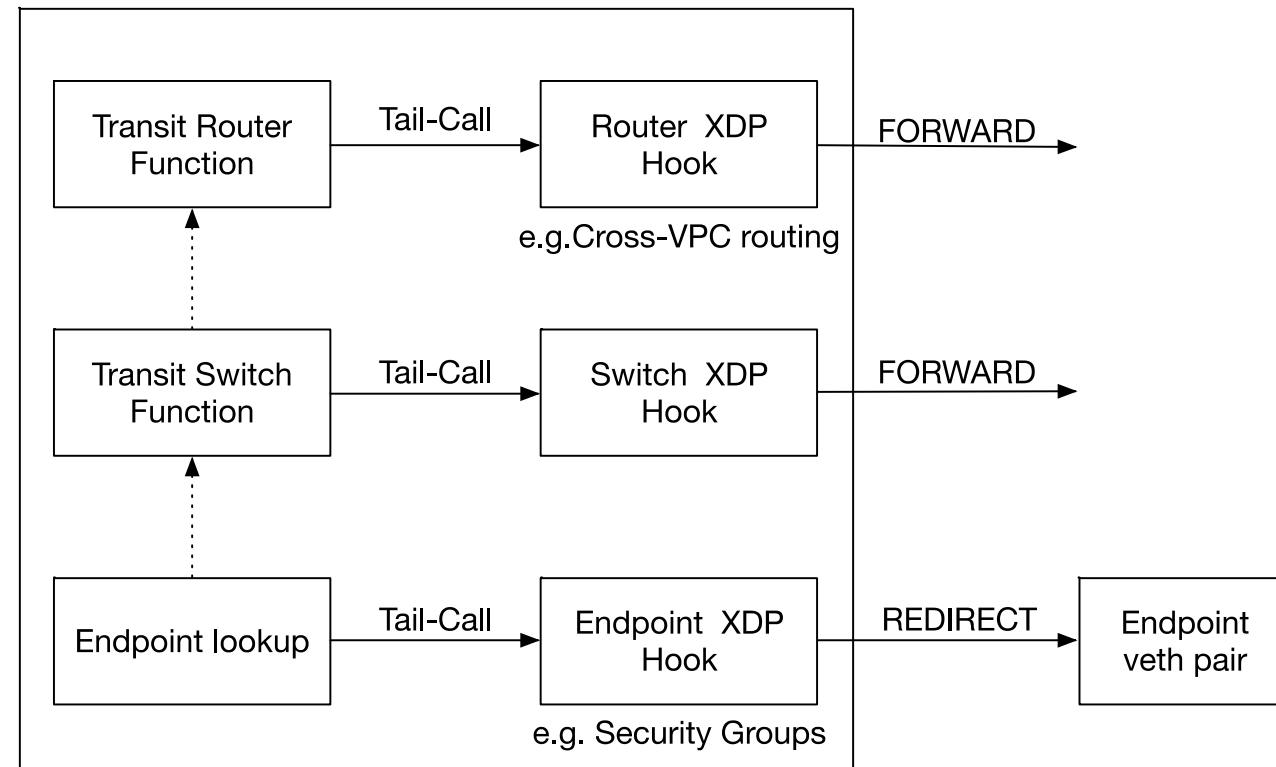 Transit Router
Function
Tail-Call
Router XDP
Hook
FORWARD
e.g.Cross-VPC routing
Transit Switch
Function
Tail-Call
Switch XDP
Hook
FORWARD
Endpoint lookup
Tail-Call
Endpoint XDP
Hook
REDIRECT
Endpoint
veth pair
e.g. Security Groups